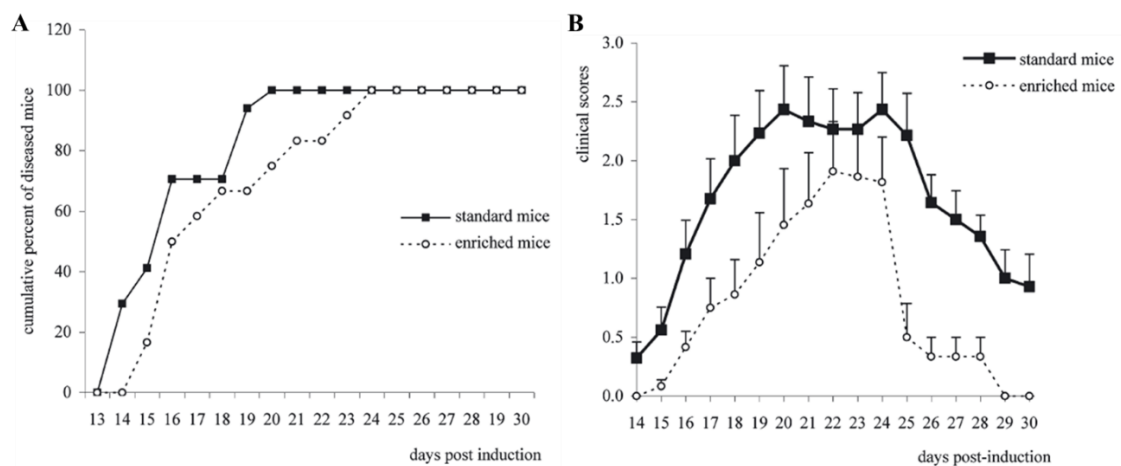 A
120
100
80
60
40
20
0
cumulative percent of diseased mice
standard mice
enriched mice
13 14 15 16 17 18 19 20 21 22 23 24 25 26 27 28 19 30
days post induction
B
3.0
2.5
2.0
1.5
1.0
0.5
0.0
clinical scores
standard mice
enriched mice
14 15 16 17 18 19 20 21 22 23 24 25 26 27 28 29 30
days post-induction